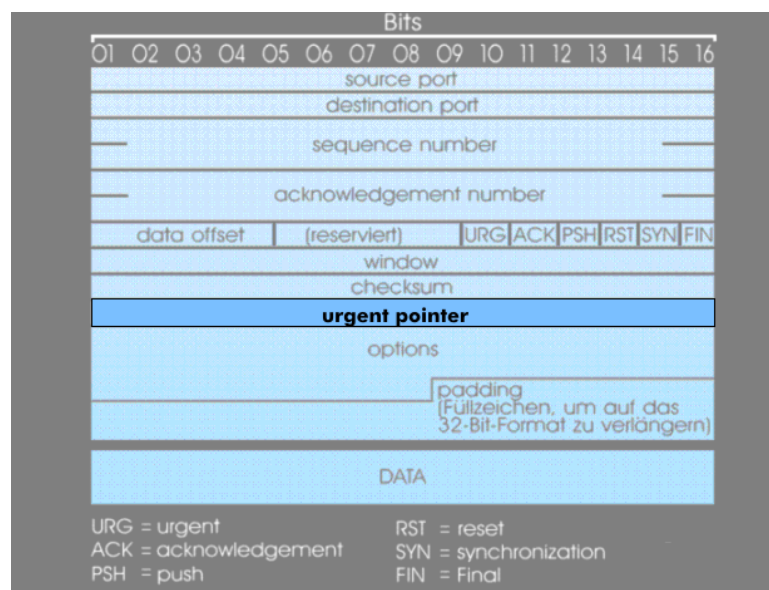 Bits
01 02 03 04 05 06 07 08 09 10 11 12 13 14 15 16
source port
destination port
sequence number
acknowledgement number
data offset (reserviert) URG ACK PSH RST SYN FIN
window
checksum
urgent pointer
options
padding
(Füllzeichen, um auf das
32-Bit-Format zu verlängern)
DATA
URG = urgent
ACK = acknowledgement
PSH = push
RST = reset
SYN = synchronization
FIN = Final